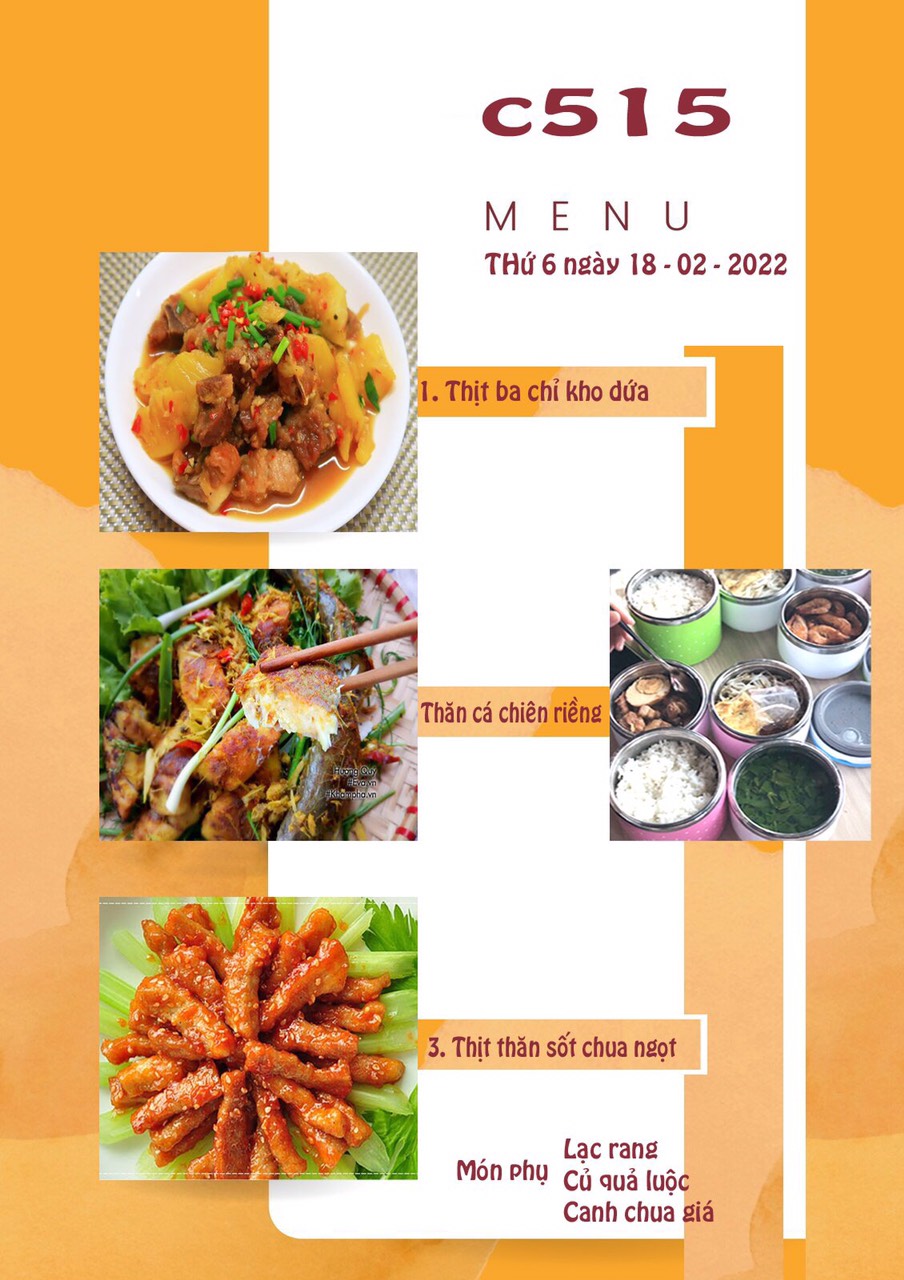 c515
MENU
THứ 6 ngày 18 - 02 - 2022
1. Thịt ba chỉ kho dứa
Thăn cá chiên riềng
Hương Quý
#Eva.vn
#Khampha.vn
3. Thịt thăn sốt chua ngọt
Món phụ
Lạc rang
Củ quả luộc
Canh chua giá